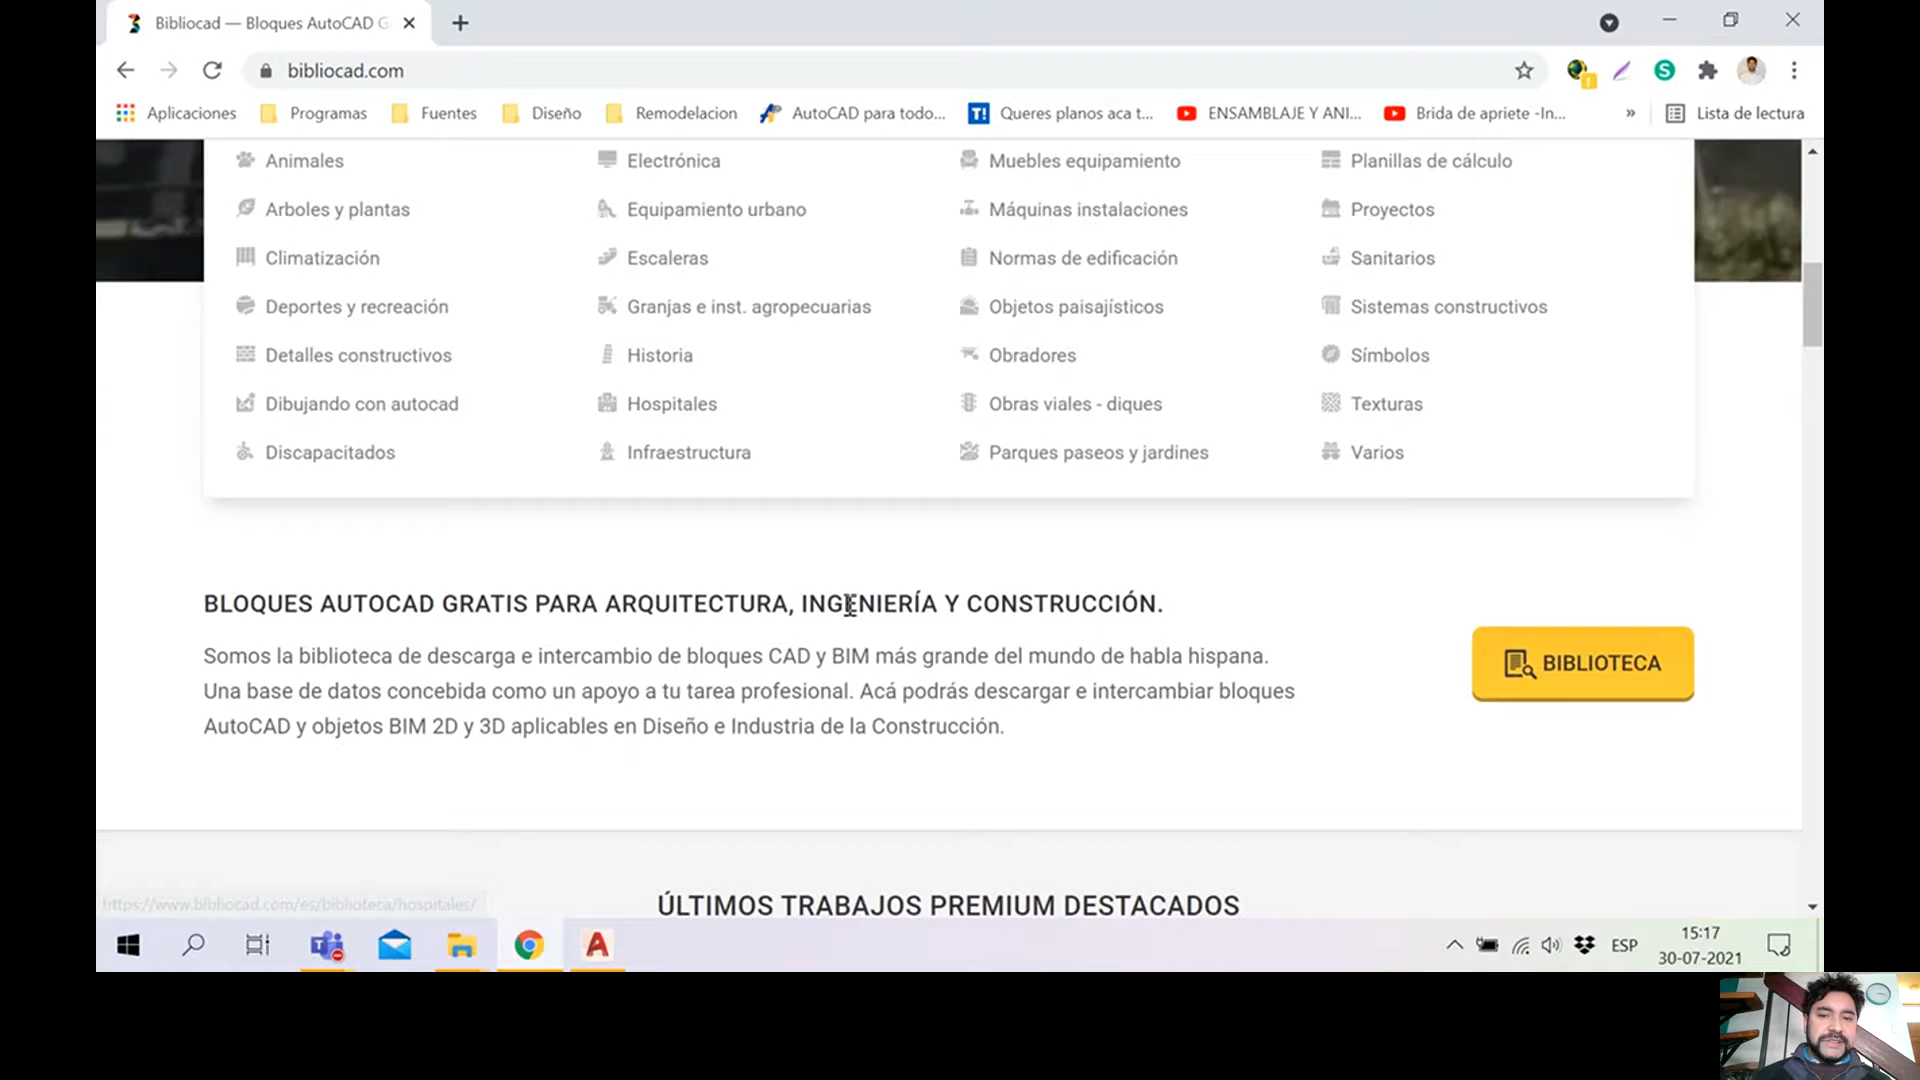 Bibliocad — Bloques AutoCAD G
bibliocad.com
Aplicaciones Programas Fuentes Diseño Remodelacion AutoCAD para todo... T! Queres planos aca t... ENSAMBLAJE Y ANI... Brida de apriete -In... » Lista de lectura
Animales Electrónica Muebles equipamiento Planillas de cálculo
Arboles y plantas Equipamiento urbano Máquinas instalaciones Proyectos
Climatización Escaleras Normas de edificación Sanitarios
Deportes y recreación Granjas e inst. agropecuarias Objetos paisajísticos Sistemas constructivos
Detalles constructivos Historia Obradores Símbolos
Dibujando con autocad Hospitales Obras viales - diques Texturas
Discapacitados Infraestructura Parques paseos y jardines Varios
BLOQUES AUTOCAD GRATIS PARA ARQUITECTURA, INGENIERÍA Y CONSTRUCCIÓN.
Somos la biblioteca de descarga e intercambio de bloques CAD y BIM más grande del mundo de habla hispana.
Una base de datos concebida como un apoyo a tu tarea profesional. Acá podrás descargar e intercambiar bloques
AutoCAD y objetos BIM 2D y 3D aplicables en Diseño e Industria de la Construcción.
BIBLIOTECA
ÚLTIMOS TRABAJOS PREMIUM DESTACADOS
https://www.bibliocad.com/es/biblioteca/hospitales/
ESP
15:17
30-07-2021